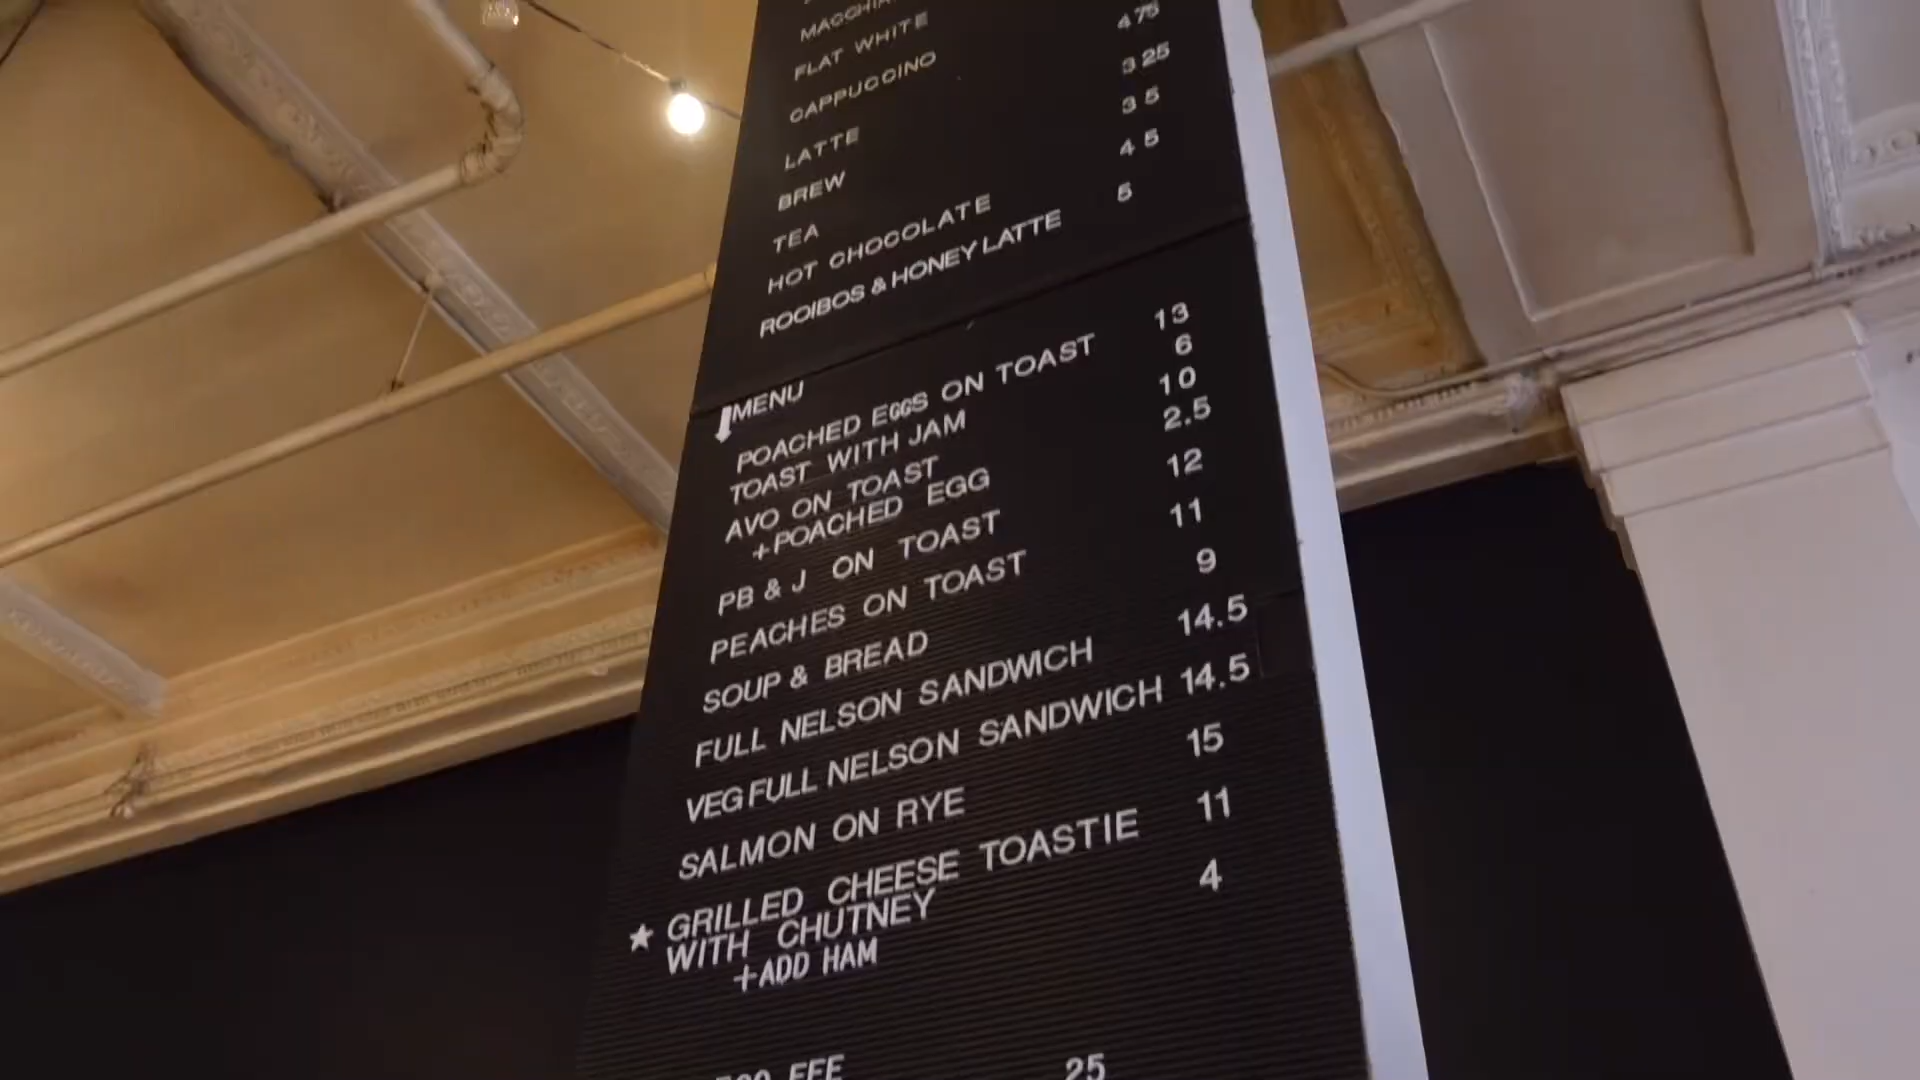 FLAT WHITE 4 75
CAPPUCCINO 3 25
LATTE 3 5
BREW 4 5
TEA 5
HOT CHOCOLATE
ROOIBOS & HONEY LATTE
MENU
POACHED EGGS ON TOAST 13
TOAST WITH JAM 6
AVO ON TOAST 10
+POACHED EGG 2.5
PB & J ON TOAST 12
PEACHES ON TOAST 11
SOUP & BREAD 9
FULL NELSON SANDWICH 14.5
VEG FULL NELSON SANDWICH 14.5
SALMON ON RYE 15
★ GRILLED CHEESE TOASTIE 11
WITH CHUTNEY
+ADD HAM 4
25